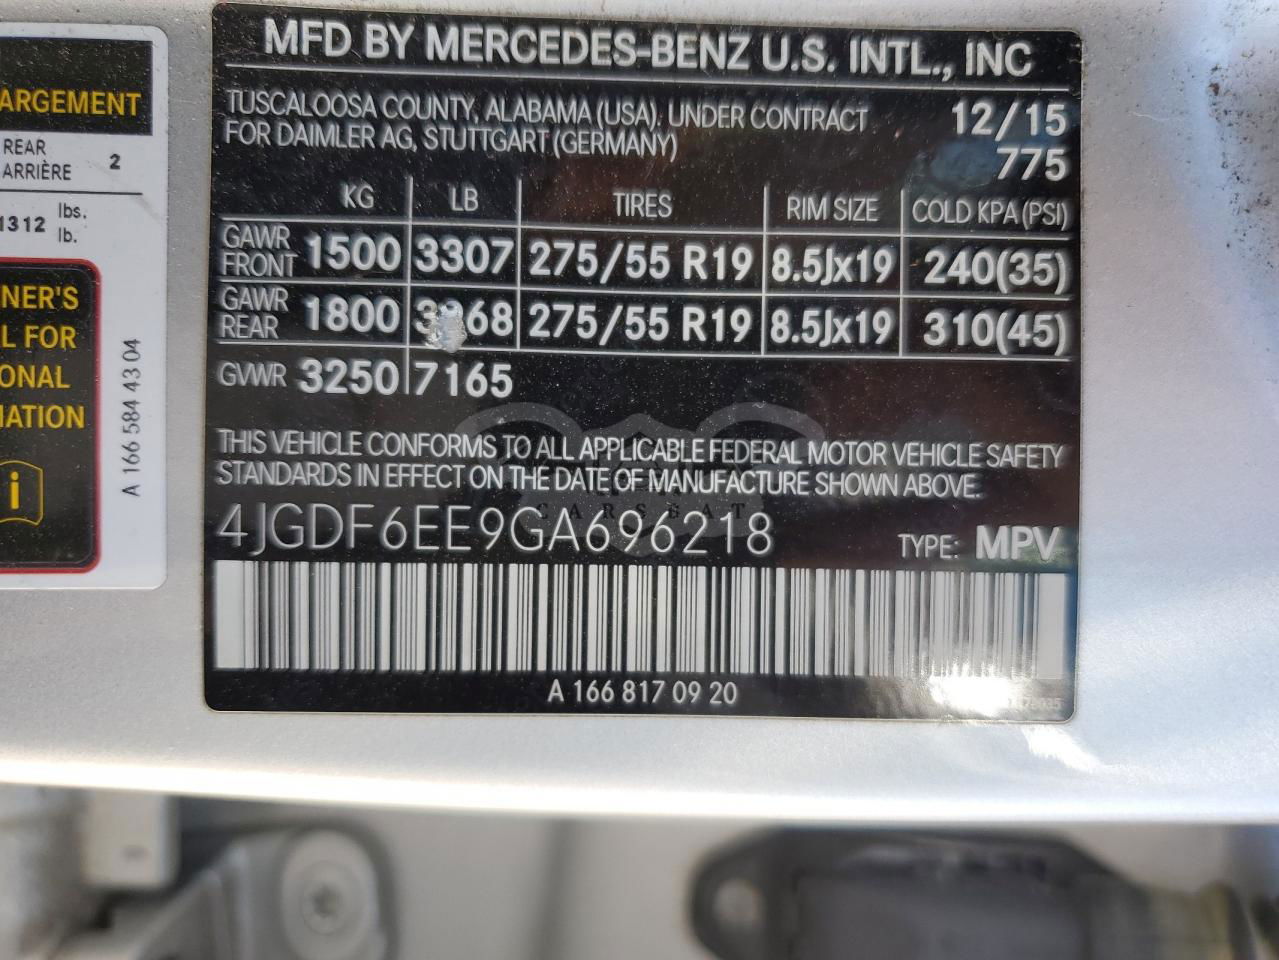 MFD BY MERCEDES-BENZ U.S. INTL., INC
TUSCALOOSA COUNTY, ALABAMA (USA), UNDER CONTRACT 12/15
FOR DAIMLER AG, STUTTGART (GERMANY) 775
KG LB TIRES RIM SIZE COLD KPA (PSI)
GAWR FRONT 1500 3307 275/55 R19 8.5Jx19 240(35)
GAWR REAR 1800 275/55 R19 8.5Jx19 310(45)
GVWR 3250 7165
THIS VEHICLE CONFORMS TO ALL APPLICABLE FEDERAL MOTOR VEHICLE SAFETY
STANDARDS IN EFFECT ON THE DATE OF MANUFACTURE SHOWN ABOVE.
CARSBAT
4JGDF6EE9GA696218 TYPE: MPV
A 166 817 09 20
ARGEMENT
REAR
ARRIÈRE 2
1312 lbs.
lb.
NER'S
L FOR
ONAL
MATION
i
A 166 584 43 04